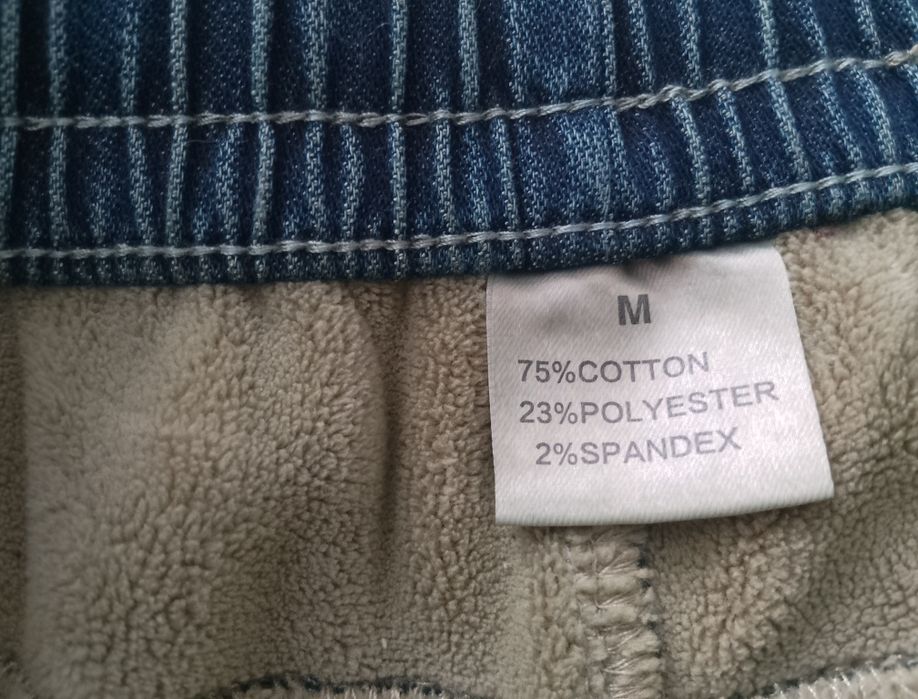 M
75%COTTON
23%POLYESTER
2%SPANDEX